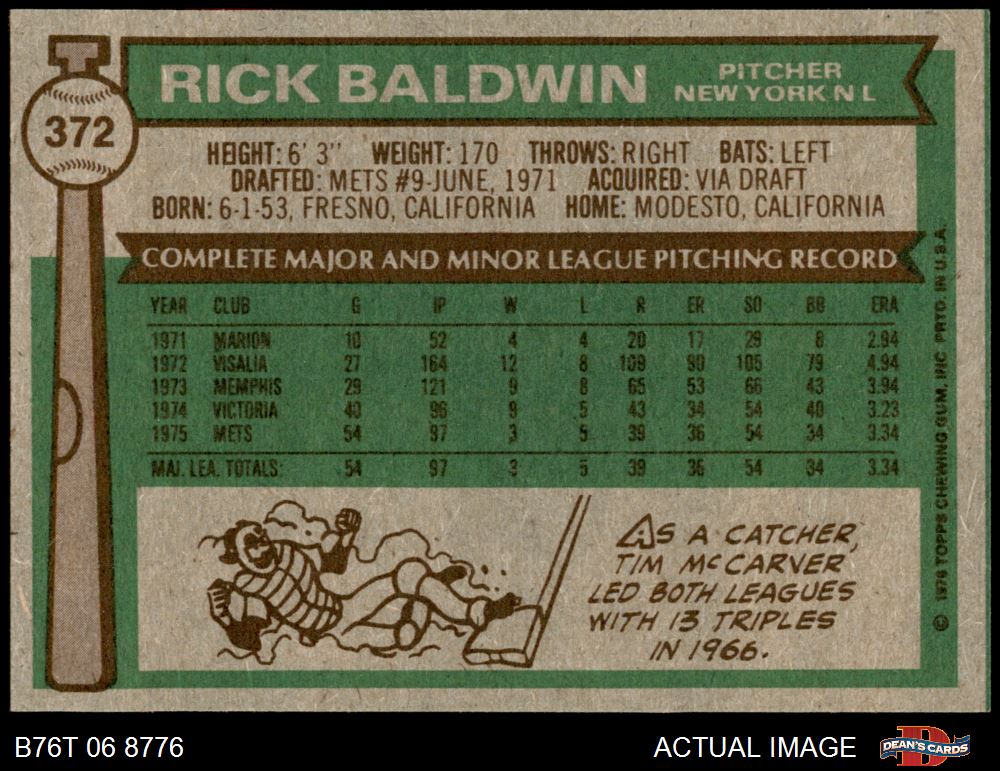 372
RICK BALDWIN
PITCHER
NEW YORK N L
HEIGHT: 6' 3" WEIGHT: 170 THROWS: RIGHT BATS: LEFT
DRAFTED: METS #9-JUNE, 1971 ACQUIRED: VIA DRAFT
BORN: 6-1-53, FRESNO, CALIFORNIA HOME: MODESTO, CALIFORNIA
COMPLETE MAJOR AND MINOR LEAGUE PITCHING RECORD
YEAR CLUB G IP W L R ER SO BB ERA
1971 MARION 10 52 4 4 20 17 29 8 2.94
1972 VISALIA 27 164 12 8 109 90 105 79 4.94
1973 MEMPHIS 29 121 9 8 65 53 66 43 3.94
1974 VICTORIA 40 96 9 5 43 34 54 40 3.23
1975 METS 54 97 3 5 39 36 54 34 3.34
MAJ. LEA. TOTALS: 54 97 3 5 39 36 54 34 3.34
AS A CATCHER,
TIM McCARVER
LED BOTH LEAGUES
WITH 13 TRIPLES
IN 1966.
© 1976 TOPPS CHEWING GUM, INC. PRTD. IN U.S.A.
B76T 06 8776
ACTUAL IMAGE
DEAN'S CARDS